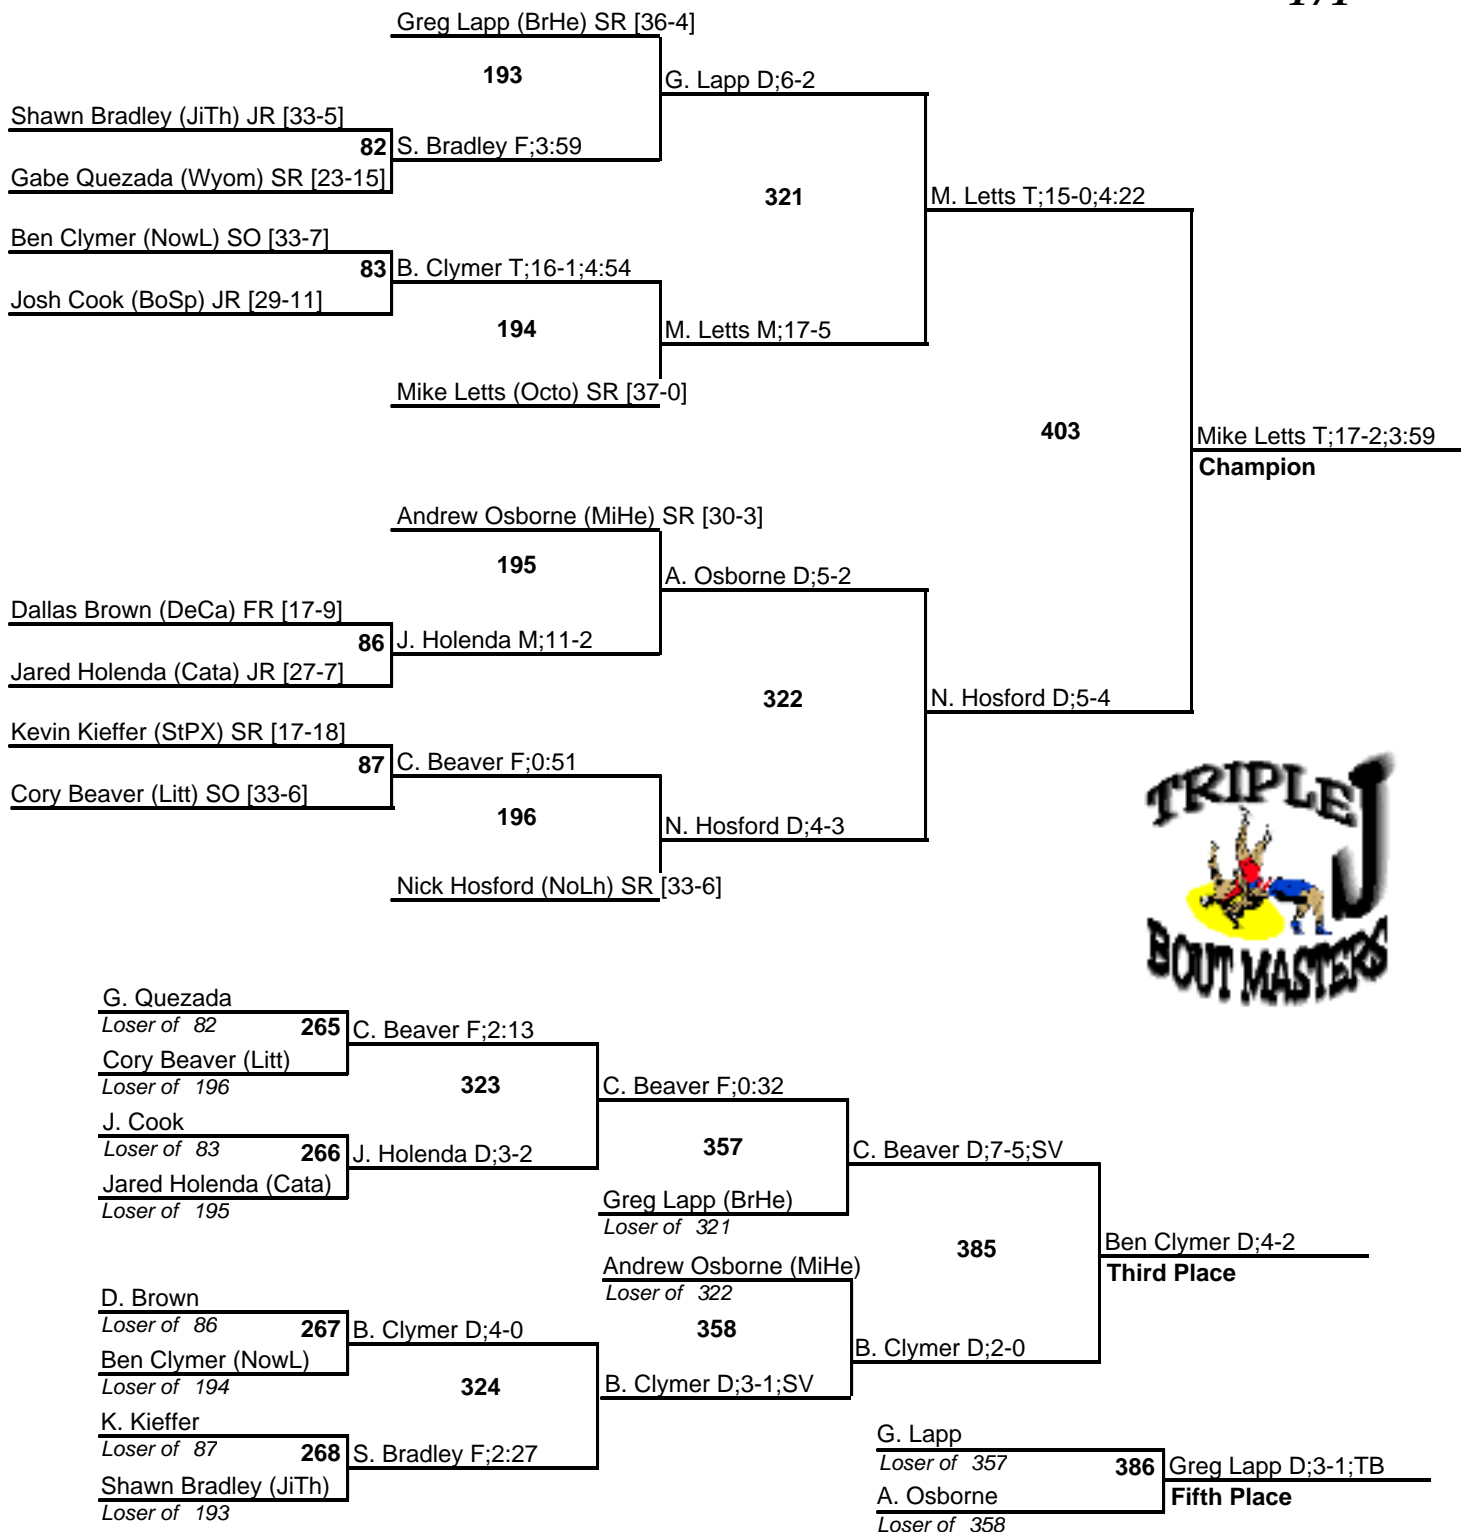 Greg Lapp (BrHe) SR [36-4]
193
G. Lapp D;6-2
Shawn Bradley (JiTh) JR [33-5]
82 S. Bradley F;3:59
Gabe Quezada (Wyom) SR [23-15]
321
M. Letts T;15-0;4:22
Ben Clymer (NowL) SO [33-7]
83 B. Clymer T;16-1;4:54
Josh Cook (BoSp) JR [29-11]
194
M. Letts M;17-5
Mike Letts (Octo) SR [37-0]
403
Mike Letts T;17-2;3:59
Champion
Andrew Osborne (MiHe) SR [30-3]
195
A. Osborne D;5-2
Dallas Brown (DeCa) FR [17-9]
86 J. Holenda M;11-2
Jared Holenda (Cata) JR [27-7]
322
N. Hosford D;5-4
Kevin Kieffer (StPX) SR [17-18]
87 C. Beaver F;0:51
Cory Beaver (Litt) SO [33-6]
196
N. Hosford D;4-3
Nick Hosford (NoLh) SR [33-6]
TRIPLE J
BOUT MASTERS
G. Quezada
Loser of 82
265 C. Beaver F;2:13
Cory Beaver (Litt)
Loser of 196
323
C. Beaver F;0:32
J. Cook
Loser of 83
266 J. Holenda D;3-2
Jared Holenda (Cata)
Loser of 195
357
C. Beaver D;7-5;SV
Greg Lapp (BrHe)
Loser of 321
385
Ben Clymer D;4-2
Third Place
Andrew Osborne (MiHe)
Loser of 322
D. Brown
Loser of 86
267 B. Clymer D;4-0
358
B. Clymer D;2-0
Ben Clymer (NowL)
Loser of 194
324
B. Clymer D;3-1;SV
K. Kieffer
Loser of 87
268 S. Bradley F;2:27
Shawn Bradley (JiTh)
Loser of 193
G. Lapp
Loser of 357
386 Greg Lapp D;3-1;TB
Fifth Place
A. Osborne
Loser of 358